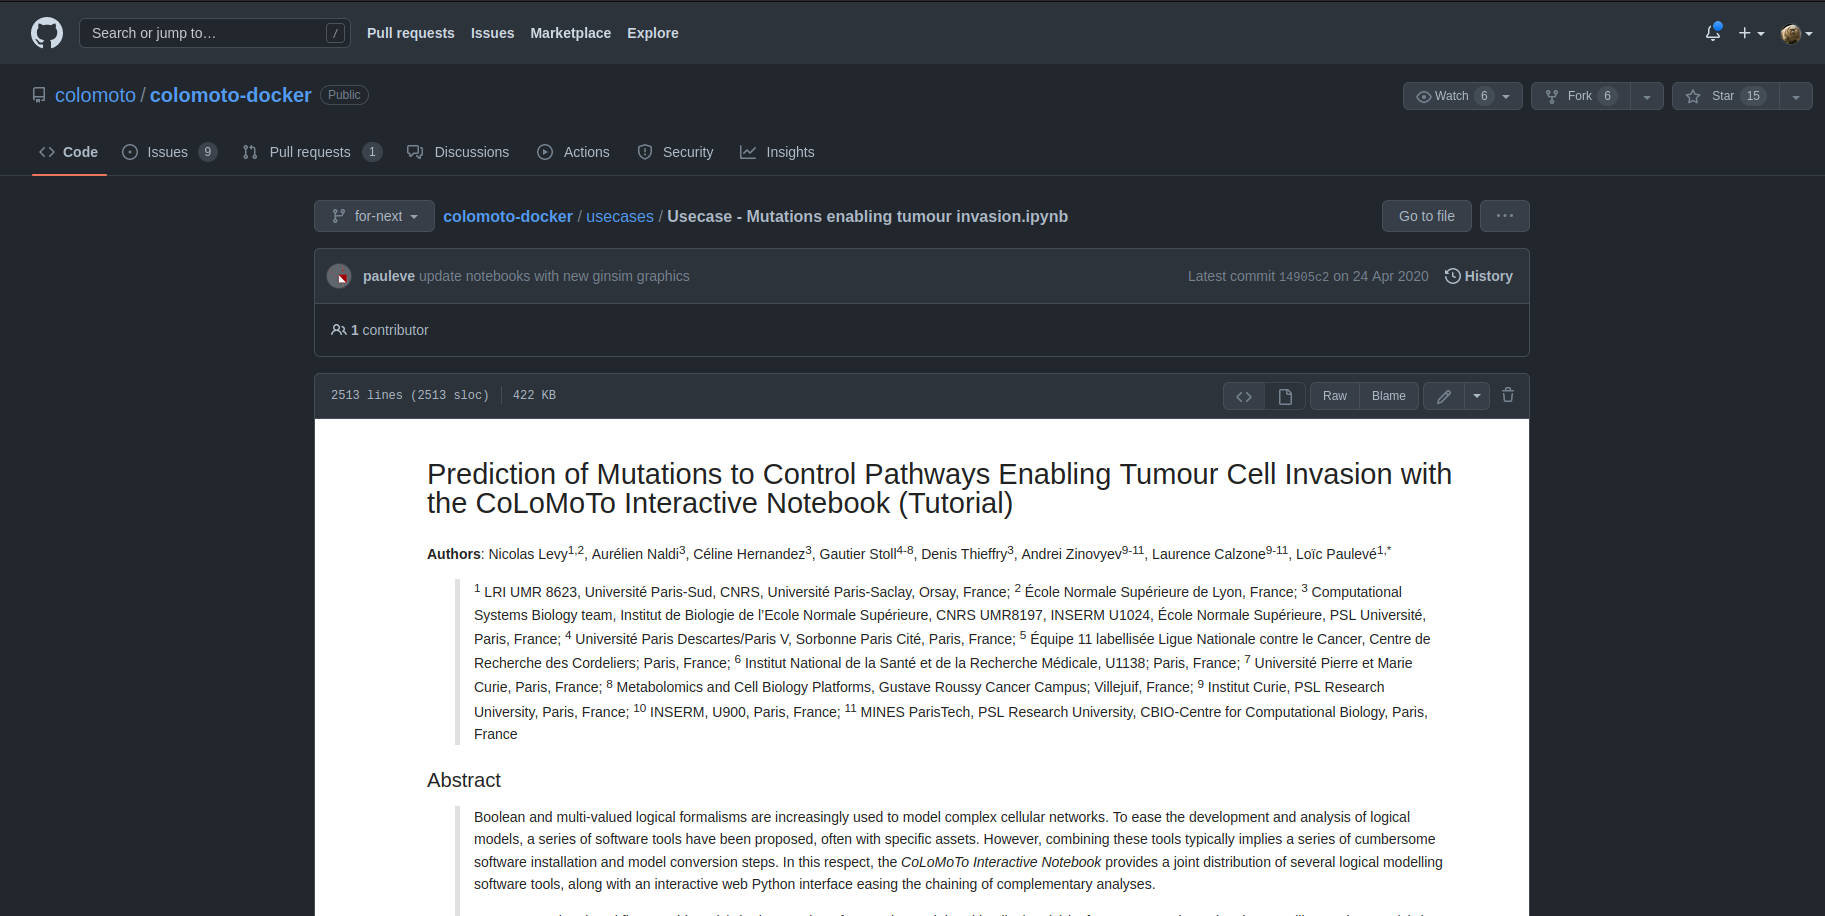 Search or jump to… /
Pull requests Issues Marketplace Explore
colomoto / colomoto-docker Public
Watch 6 Fork 6 Star 15
Code Issues 9 Pull requests 1 Discussions Actions Security Insights
for-next colomoto-docker / usecases / Usecase - Mutations enabling tumour invasion.ipynb Go to file ···
pauleve update notebooks with new ginsim graphics Latest commit 14905c2 on 24 Apr 2020 History
1 contributor
2513 lines (2513 sloc) 422 KB Raw Blame
Prediction of Mutations to Control Pathways Enabling Tumour Cell Invasion with
the CoLoMoTo Interactive Notebook (Tutorial)
Authors: Nicolas Levy1,2, Aurélien Naldi3, Céline Hernandez3, Gautier Stoll4-8, Denis Thieffry3, Andrei Zinovyev9-11, Laurence Calzone9-11, Loïc Paulevé1,*
1 LRI UMR 8623, Université Paris-Sud, CNRS, Université Paris-Saclay, Orsay, France; 2 École Normale Supérieure de Lyon, France; 3 Computational
Systems Biology team, Institut de Biologie de l'Ecole Normale Supérieure, CNRS UMR8197, INSERM U1024, École Normale Supérieure, PSL Université,
Paris, France; 4 Université Paris Descartes/Paris V, Sorbonne Paris Cité, Paris, France; 5 Équipe 11 labellisée Ligue Nationale contre le Cancer, Centre de
Recherche des Cordeliers; Paris, France; 6 Institut National de la Santé et de la Recherche Médicale, U1138; Paris, France; 7 Université Pierre et Marie
Curie, Paris, France; 8 Metabolomics and Cell Biology Platforms, Gustave Roussy Cancer Campus; Villejuif, France; 9 Institut Curie, PSL Research
University, Paris, France; 10 INSERM, U900, Paris, France; 11 MINES ParisTech, PSL Research University, CBIO-Centre for Computational Biology, Paris,
France
Abstract
Boolean and multi-valued logical formalisms are increasingly used to model complex cellular networks. To ease the development and analysis of logical
models, a series of software tools have been proposed, often with specific assets. However, combining these tools typically implies a series of cumbersome
software installation and model conversion steps. In this respect, the CoLoMoTo Interactive Notebook provides a joint distribution of several logical modelling
software tools, along with an interactive web Python interface easing the chaining of complementary analyses.